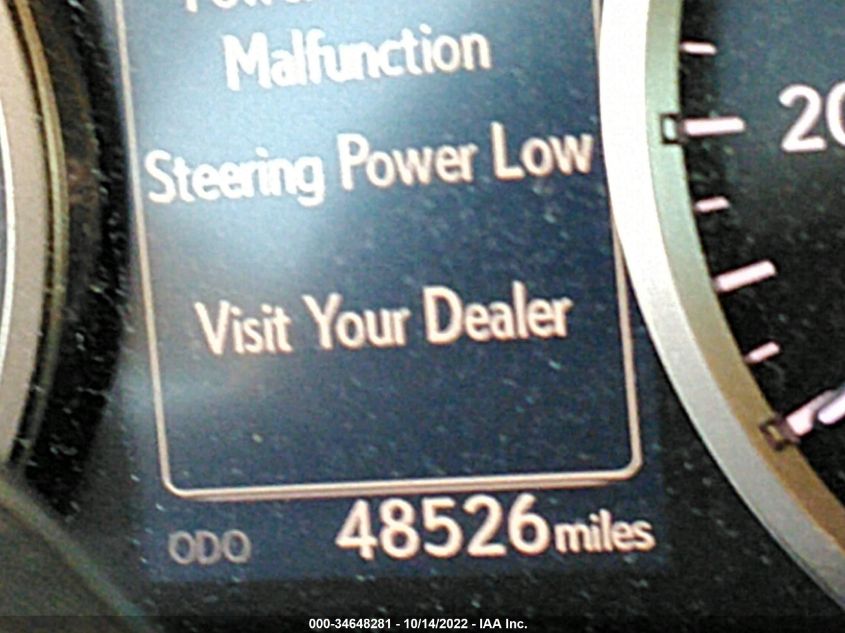 Malfunction
Steering Power Low
Visit Your Dealer
ODO 48526 miles
20
000-34648281 - 10/14/2022 - IAA Inc.